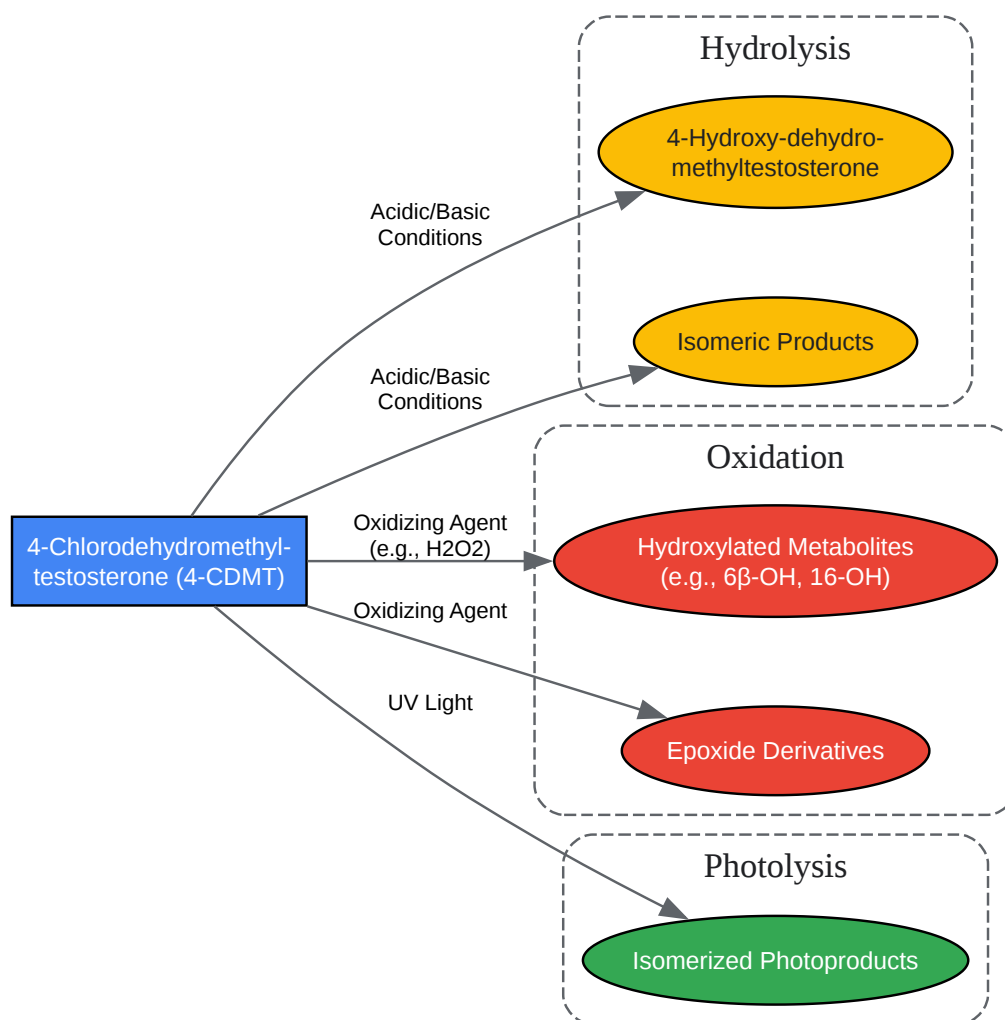 Hydrolysis
4-Hydroxy-dehydro-
methyltestosterone
Acidic/Basic
Conditions
Isomeric Products
Acidic/Basic
Conditions
Oxidation
4-Chlorodehydromethyl-
testosterone (4-CDMT)
Oxidizing Agent
(e.g., H2O2)
Hydroxylated Metabolites
(e.g., 6β-OH, 16-OH)
Oxidizing Agent
UV Light
Epoxide Derivatives
Photolysis
Isomerized Photoproducts